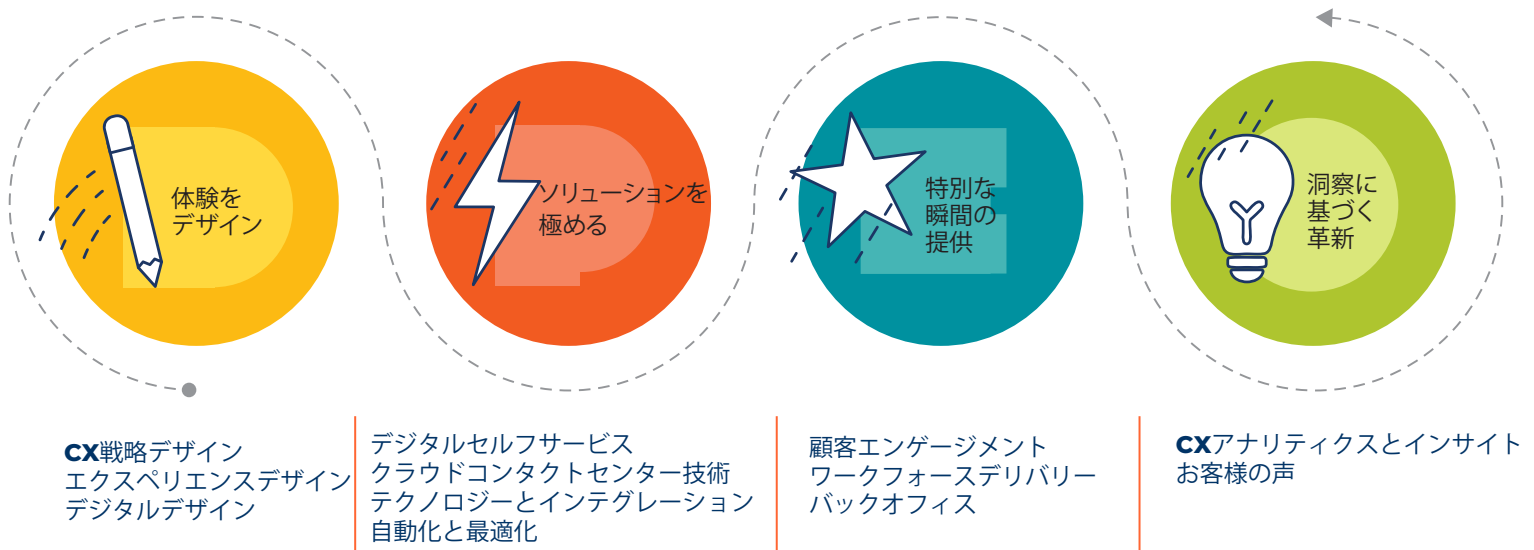 体験を
デザイン
ソリューションを
極める
特別な
瞬間の
提供
洞察に
基づく
革新
CX戦略デザイン
エクスペリエンスデザイン
デジタルデザイン
デジタルセルフサービス
クラウドコンタクトセンター技術
テクノロジーとインテグレーション
自動化と最適化
顧客エンゲージメント
ワークフォースデリバリー
バックオフィス
CXアナリティクスとインサイト
お客様の声